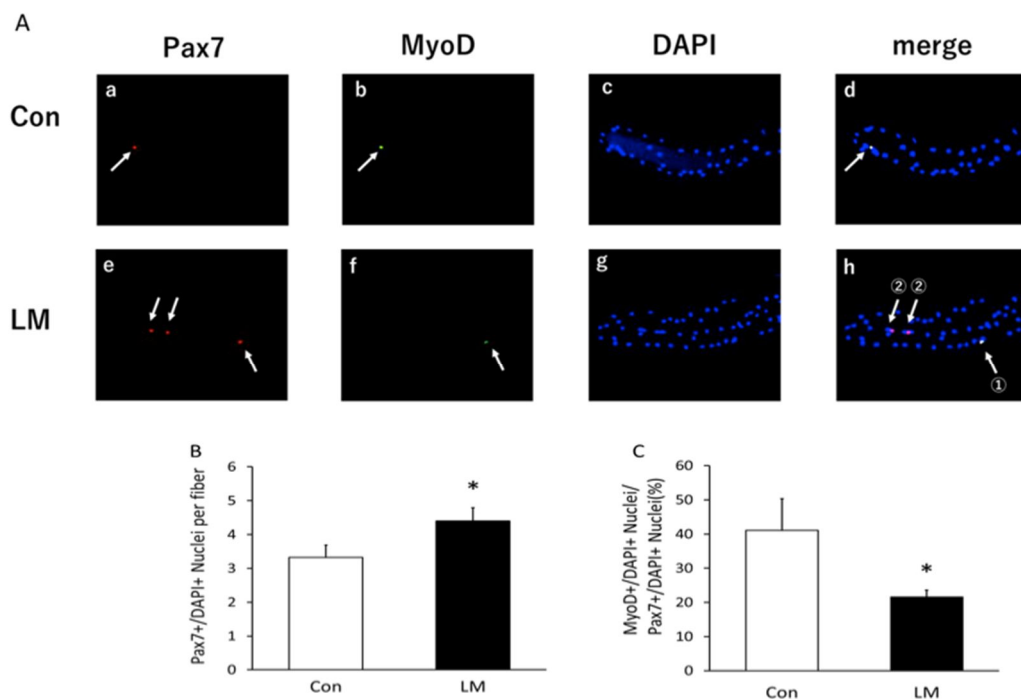 A
Pax7 MyoD DAPI merge
Con
a b c d
LM
e f g h
② ②
①
B
Pax7+/DAPI+ Nuclei per fiber
6
5
4
3
2
1
0
*
Con LM
C
MyoD+/DAPI+ Nuclei/
Pax7+/DAPI+ Nuclei(%)
60
50
40
30
20
10
0
*
Con LM